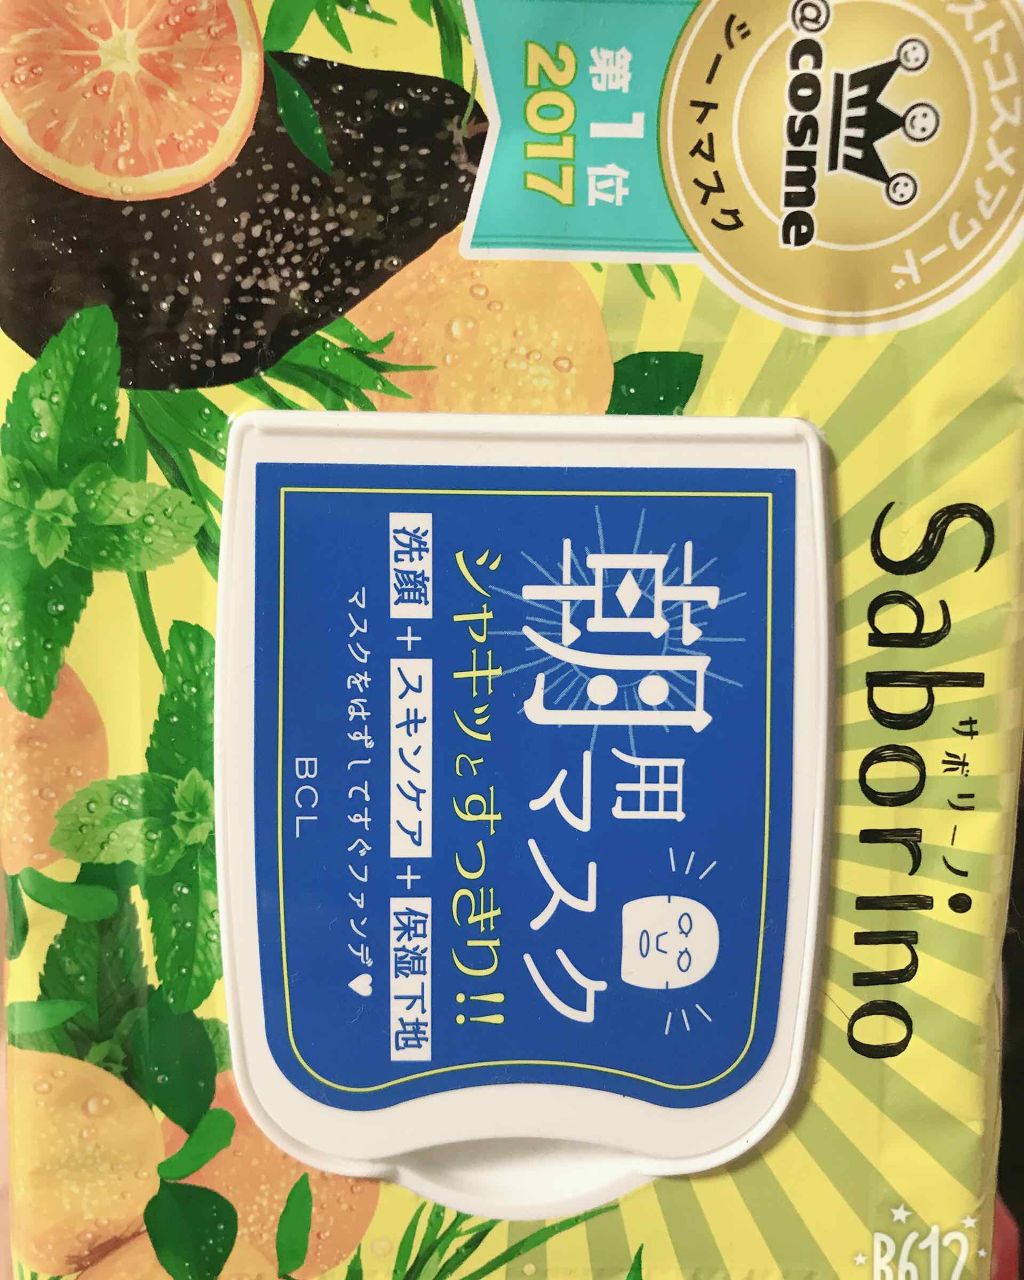 ストコスメアワード
@cosme
シートマスク
第1位
2017
サボリーノ
Saborino
朝用マスク
シャキッとすっきり!!
洗顔+スキンケア+保湿下地
マスクをはずしてすぐファンデ♥
BCL
B612